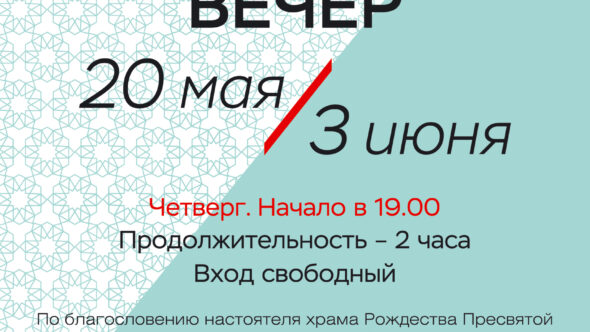 ВЕЧЕР
20 мая
3 июня
Четверг. Начало в 19.00
Продолжительность – 2 часа
Вход свободный
По благословению настоятеля храма Рождества Пресвятой